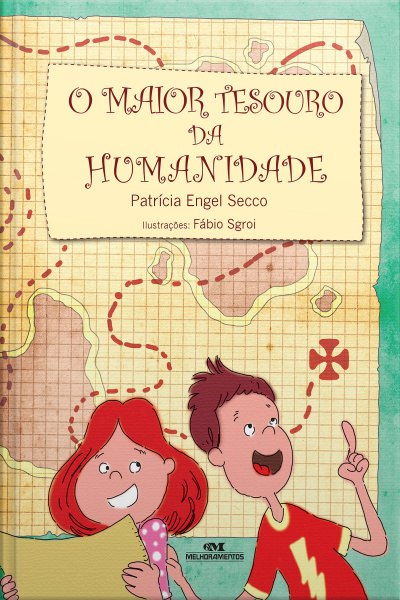 O MAIOR TESOURO
DA
HUMANIDADE
Patrícia Engel Secco
Ilustrações: Fábio Sgroi
MELHORAMENTOS